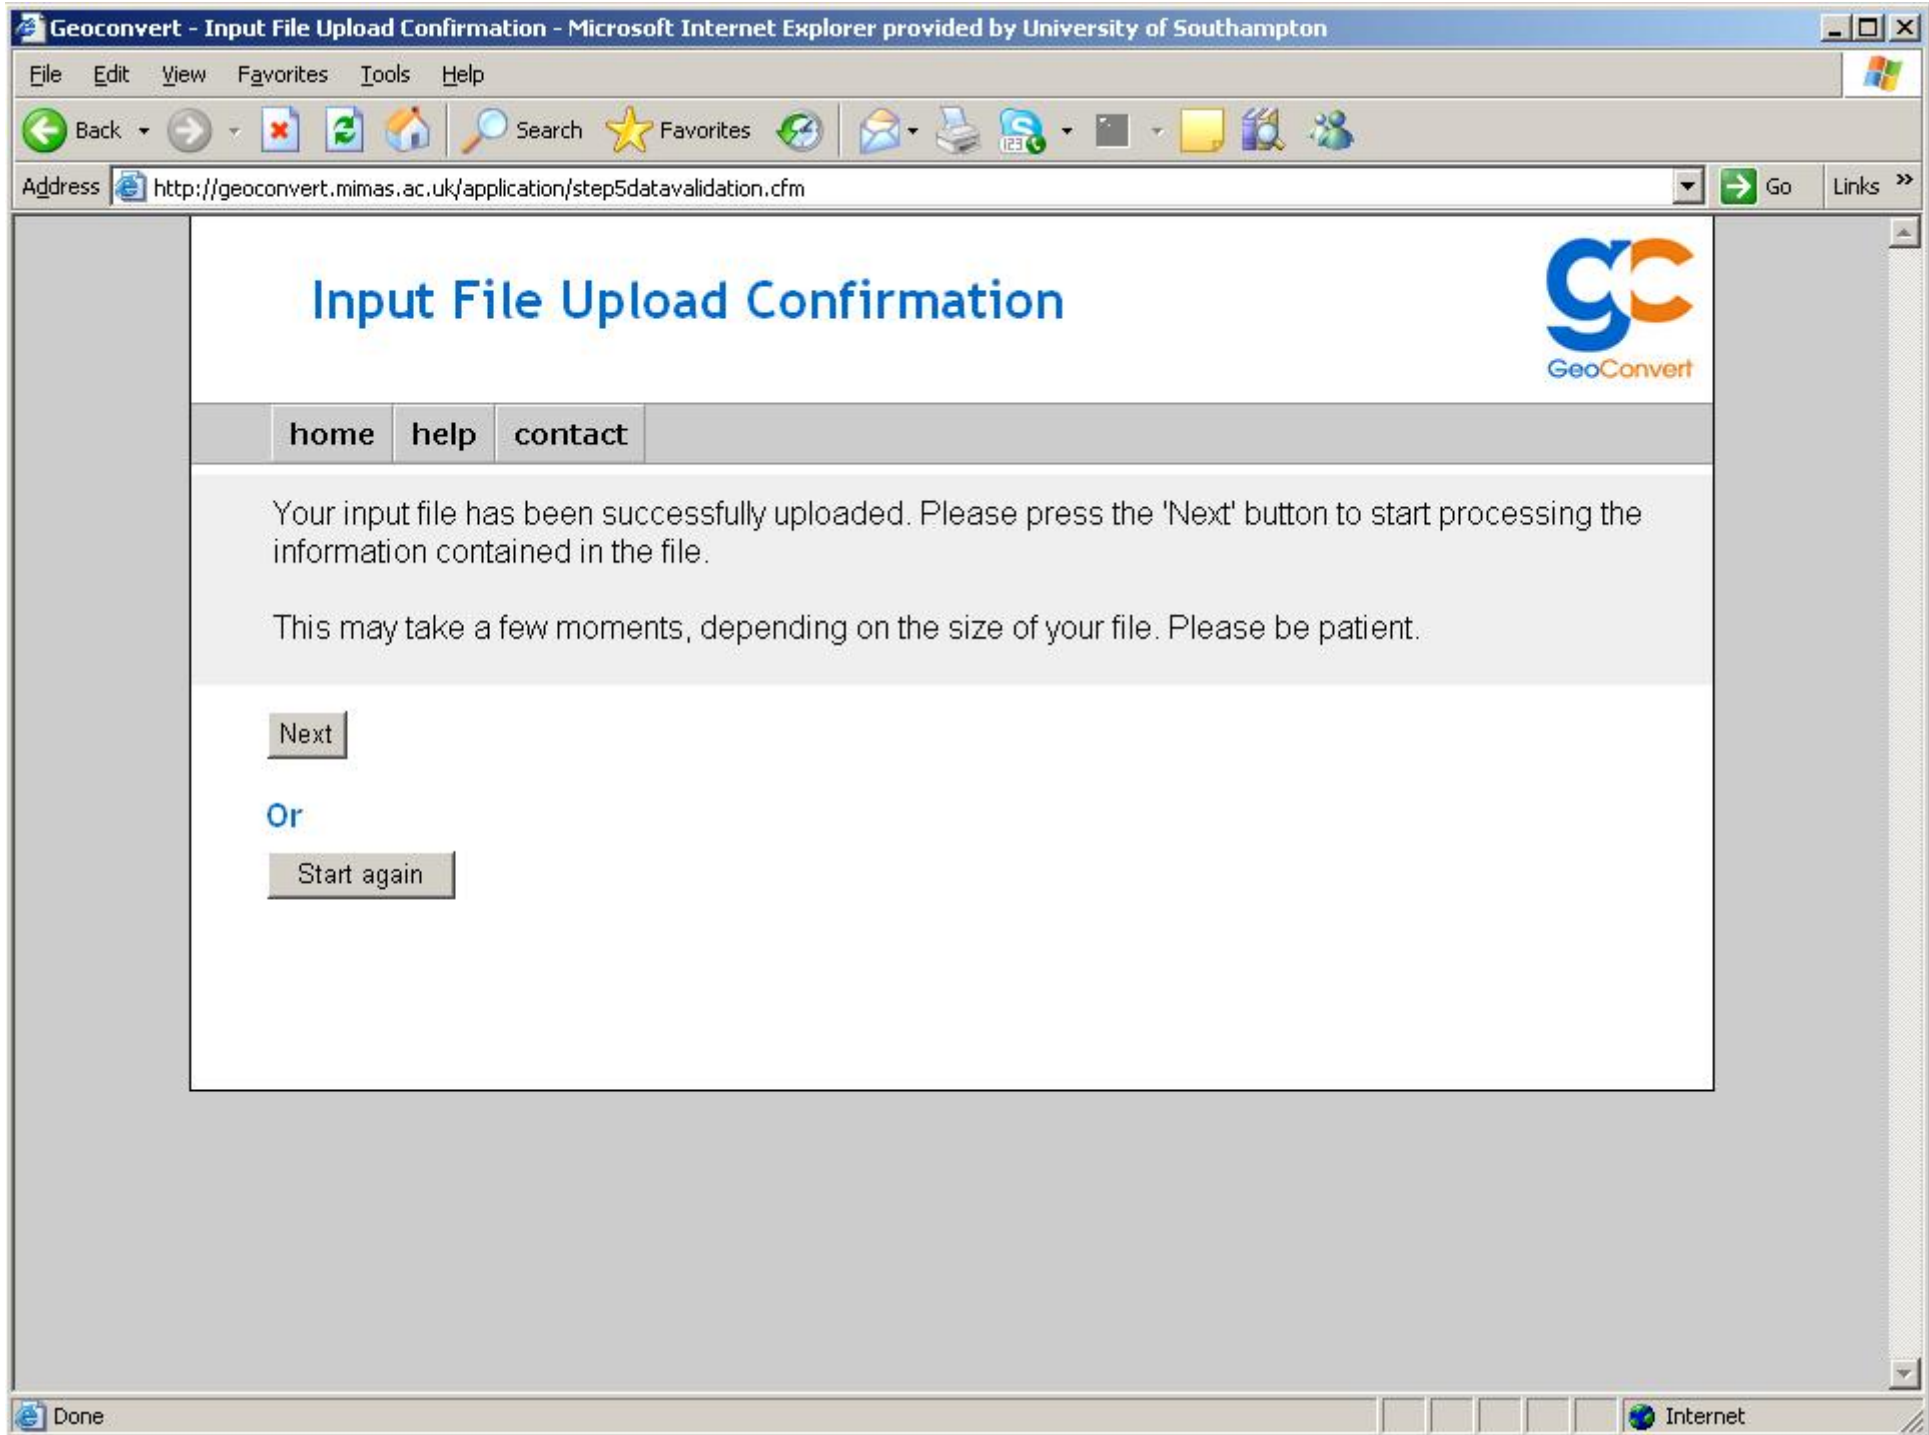 Geoconvert - Input File Upload Confirmation - Microsoft Internet Explorer provided by University of Southampton
File Edit View Favorites Tools Help
Back Search Favorites 123
Address http://geoconvert.mimas.ac.uk/application/step5datavalidation.cfm Go Links »
Input File Upload Confirmation
gc
GeoConvert
home help contact
Your input file has been successfully uploaded. Please press the 'Next' button to start processing the
information contained in the file.
This may take a few moments, depending on the size of your file. Please be patient.
Next
Or
Start again
Done Internet